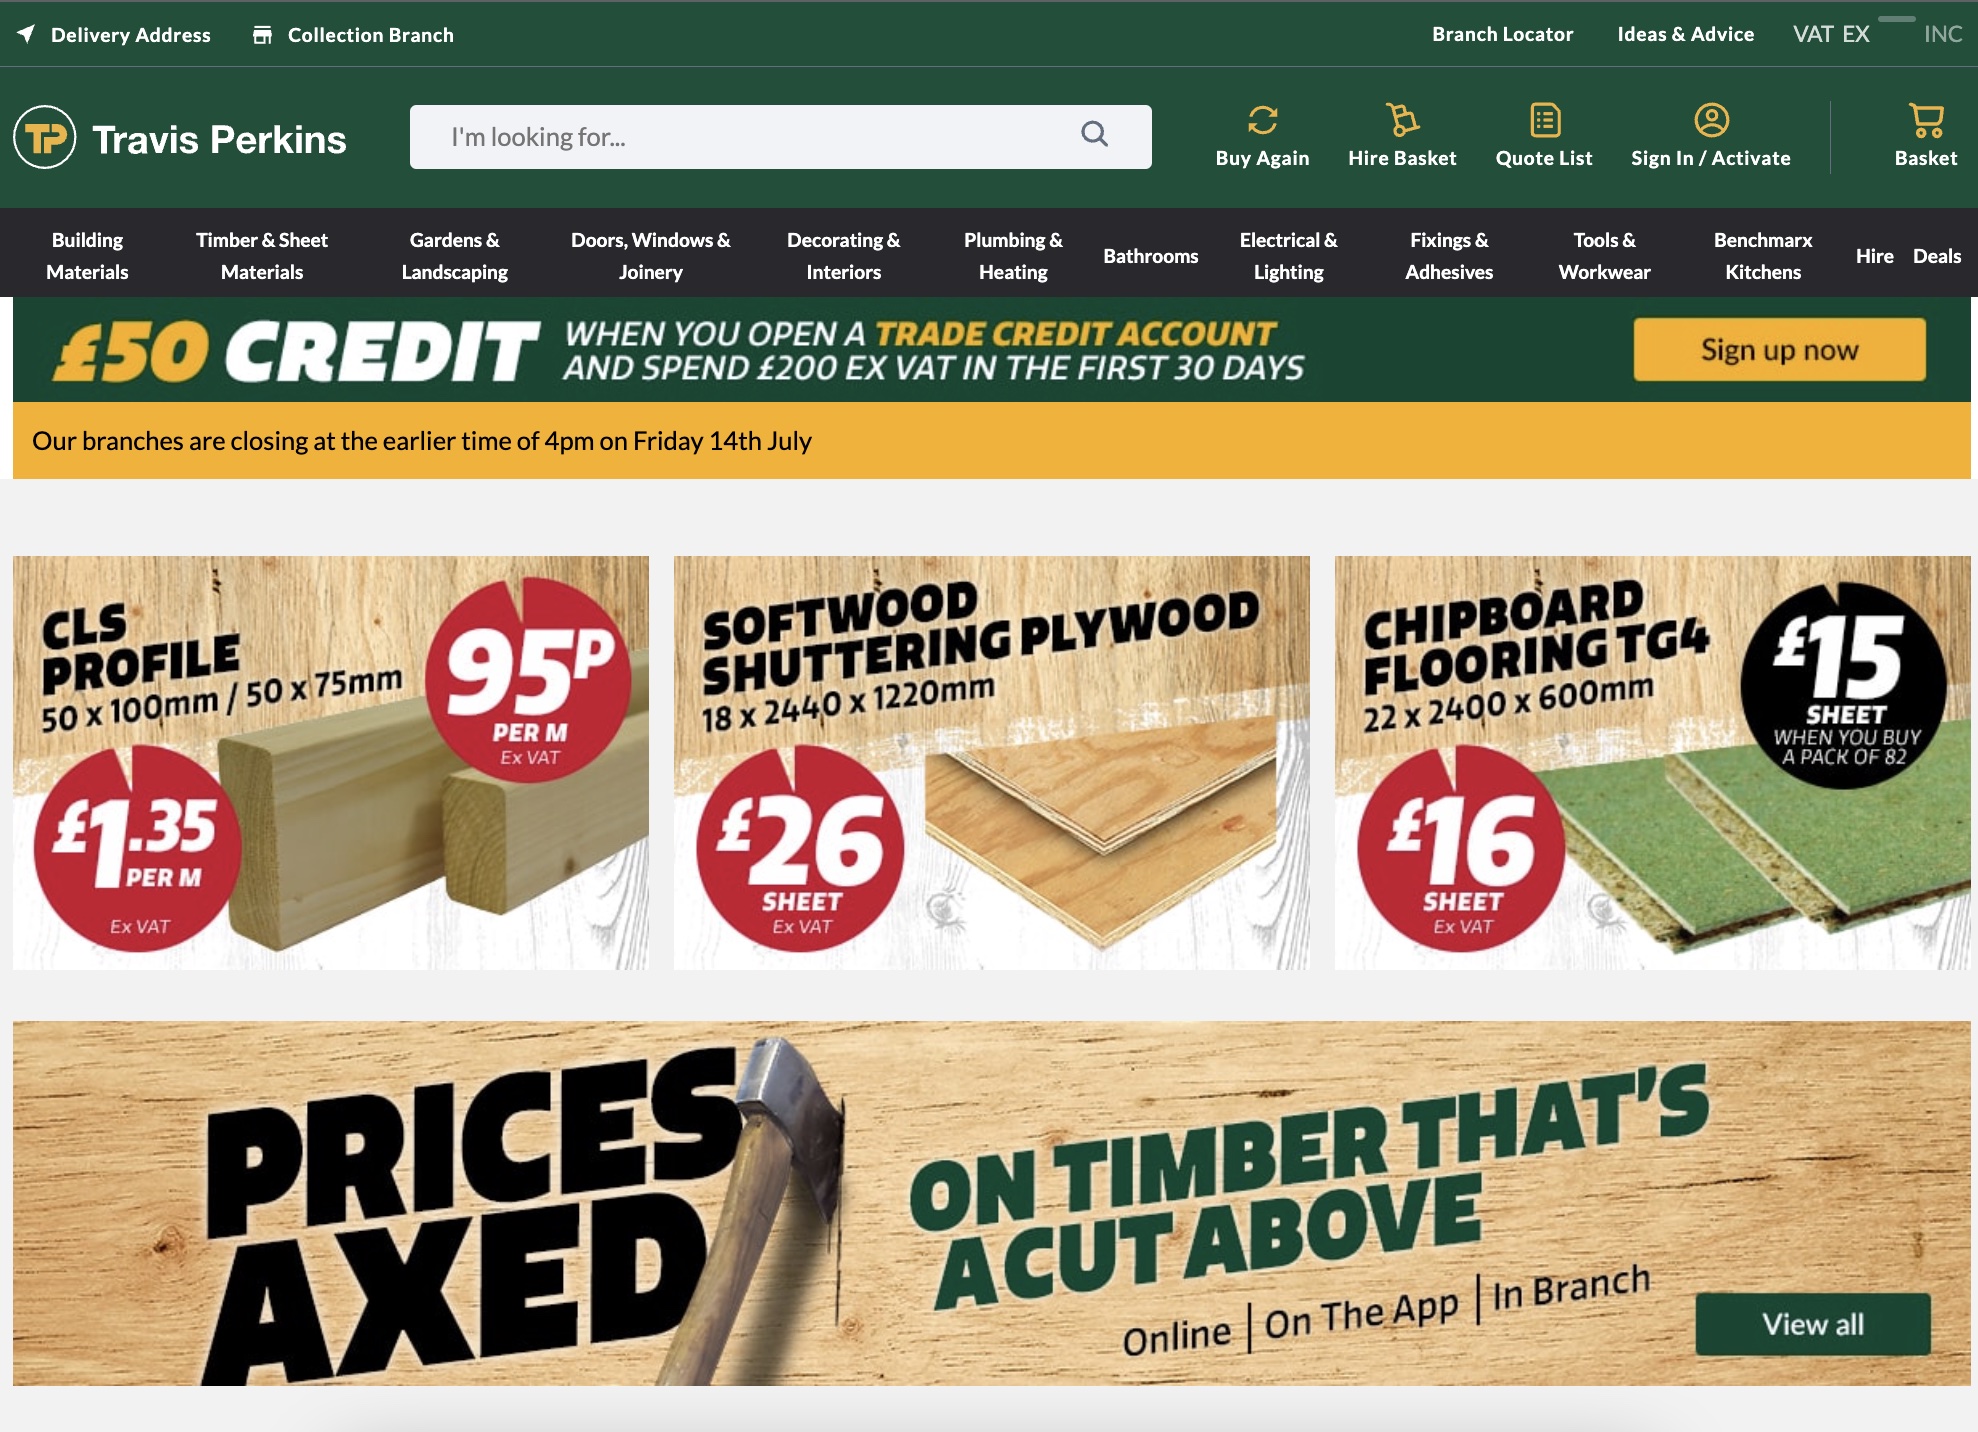 Delivery Address
Collection Branch
Branch Locator
Ideas & Advice
VAT EX
INC
TP Travis Perkins
I'm looking for...
Buy Again
Hire Basket
Quote List
Sign In / Activate
Basket
Building
Materials
Timber & Sheet
Materials
Gardens &
Landscaping
Doors, Windows &
Joinery
Decorating &
Interiors
Plumbing &
Heating
Bathrooms
Electrical &
Lighting
Fixings &
Adhesives
Tools &
Workwear
Benchmarx
Kitchens
Hire
Deals
£50 CREDIT
WHEN YOU OPEN A TRADE CREDIT ACCOUNT
AND SPEND £200 EX VAT IN THE FIRST 30 DAYS
Sign up now
Our branches are closing at the earlier time of 4pm on Friday 14th July
CLS
PROFILE
50 x 100mm / 50 x 75mm
95P
PER M
Ex VAT
£1.35
PER M
Ex VAT
SOFTWOOD
SHUTTERING PLYWOOD
18 x 2440 x 1220mm
£26
SHEET
Ex VAT
CHIPBOARD
FLOORING TG4
22 x 2400 x 600mm
£15
SHEET
WHEN YOU BUY
A PACK OF 82
£16
SHEET
Ex VAT
PRICES
AXED
ON TIMBER THAT'S
A CUT ABOVE
Online | On The App | In Branch
View all